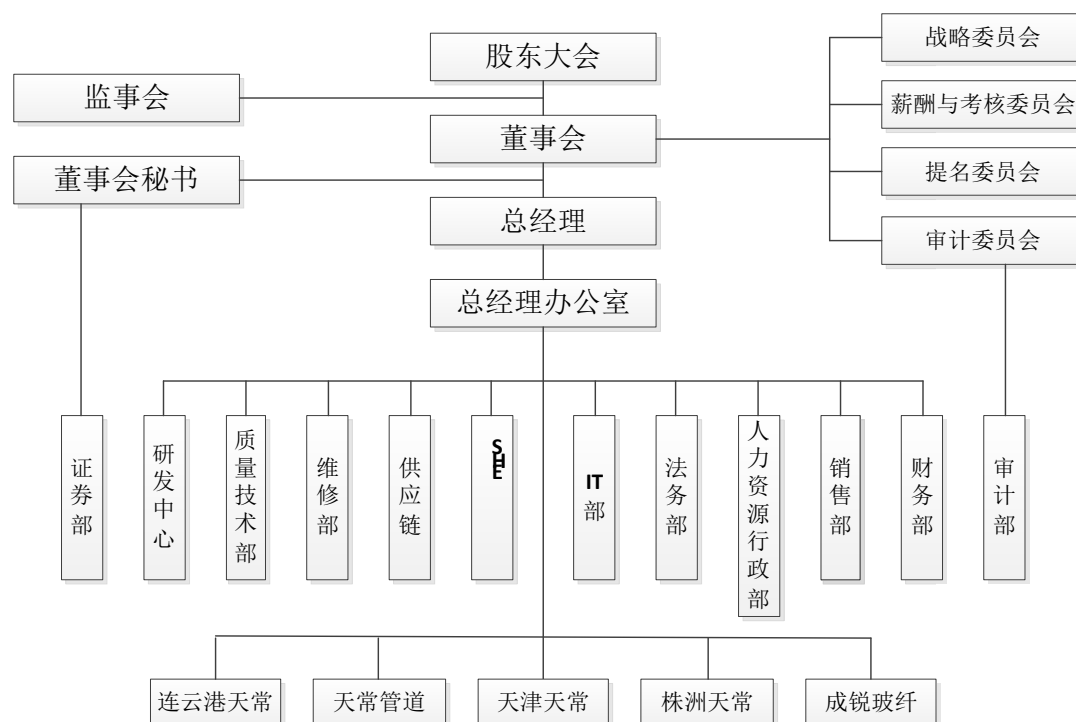 股东大会
战略委员会
监事会
薪酬与考核委员会
董事会
董事会秘书
提名委员会
总经理
审计委员会
总经理办公室
证券部
研发中心
质量技术部
维修部
供应链
SHE
IT部
法务部
人力资源行政部
销售部
财务部
审计部
连云港天常
天常管道
天津天常
株洲天常
成锐玻纤